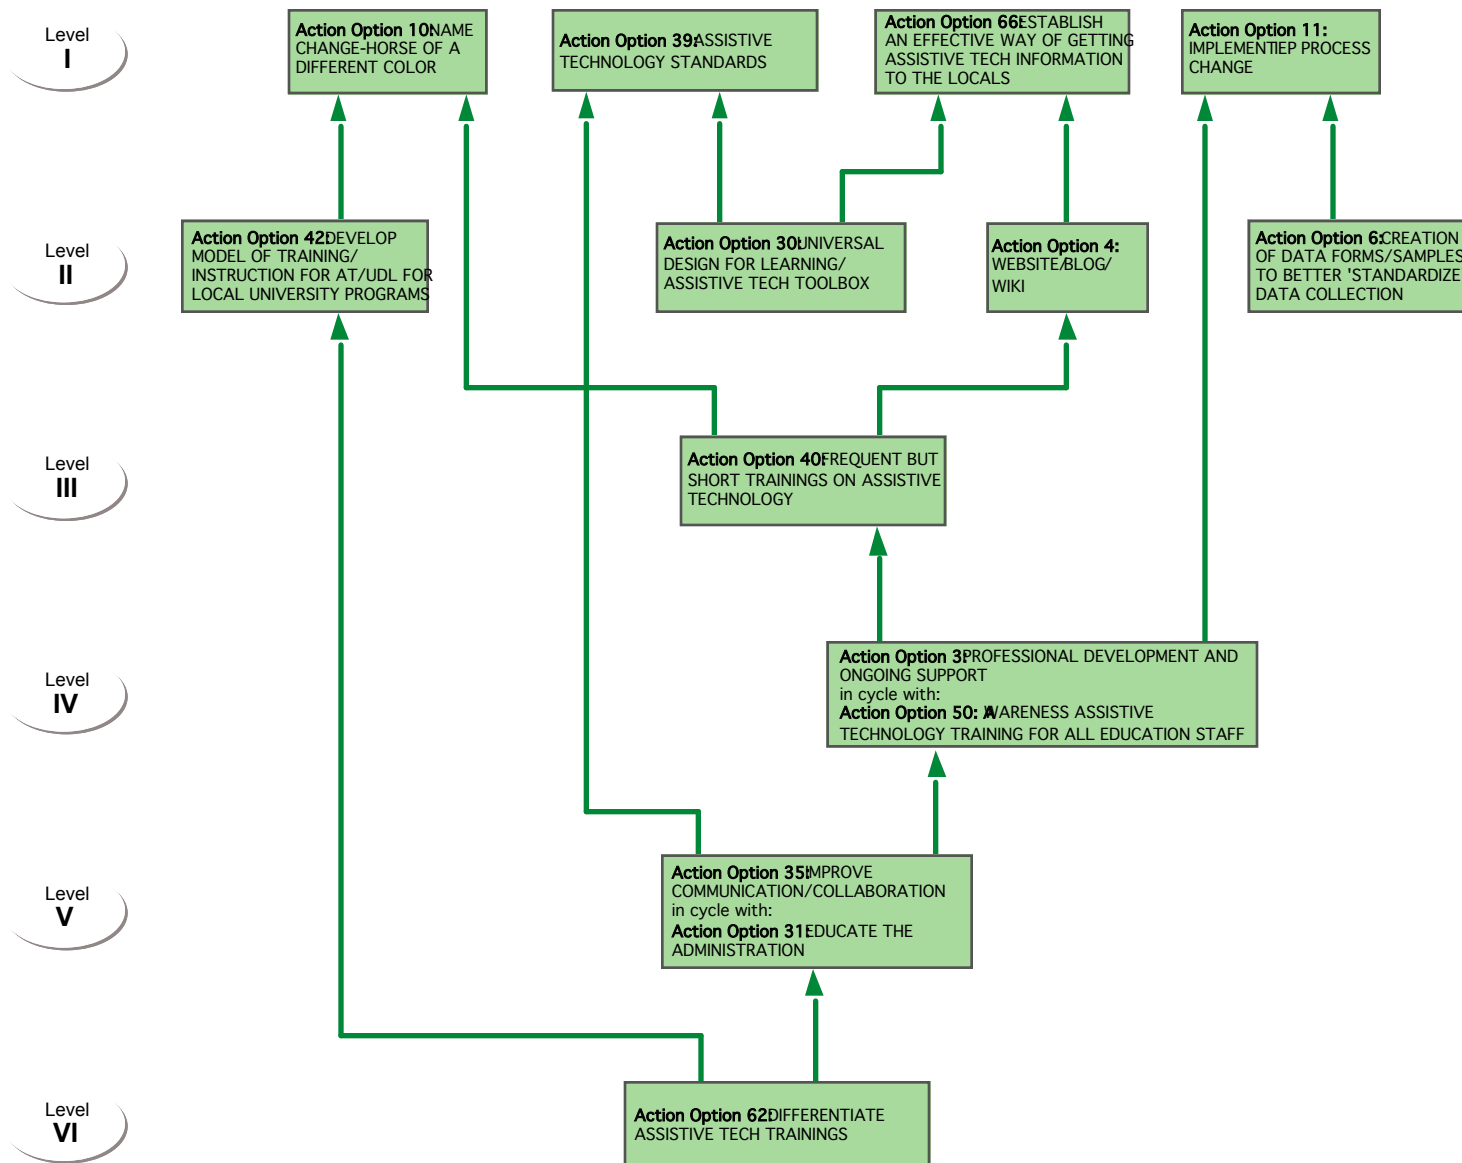 Level
I
Action Option 10: NAME
CHANGE-HORSE OF A
DIFFERENT COLOR
Action Option 39: ASSISTIVE
TECHNOLOGY STANDARDS
Action Option 66: ESTABLISH
AN EFFECTIVE WAY OF GETTING
ASSISTIVE TECH INFORMATION
TO THE LOCALS
Action Option 11:
IMPLEMENT IEP PROCESS
CHANGE
Level
II
Action Option 42: DEVELOP
MODEL OF TRAINING/
INSTRUCTION FOR AT/UDL FOR
LOCAL UNIVERSITY PROGRAMS
Action Option 30: UNIVERSAL
DESIGN FOR LEARNING/
ASSISTIVE TECH TOOLBOX
Action Option 4:
WEBSITE/BLOG/
WIKI
Action Option 6: CREATION
OF DATA FORMS/SAMPLES
TO BETTER 'STANDARDIZE
DATA COLLECTION
Level
III
Action Option 40: FREQUENT BUT
SHORT TRAININGS ON ASSISTIVE
TECHNOLOGY
Level
IV
Action Option 3: PROFESSIONAL DEVELOPMENT AND
ONGOING SUPPORT
in cycle with:
Action Option 50: AWARENESS ASSISTIVE
TECHNOLOGY TRAINING FOR ALL EDUCATION STAFF
Level
V
Action Option 35: IMPROVE
COMMUNICATION/COLLABORATION
in cycle with:
Action Option 31: EDUCATE THE
ADMINISTRATION
Level
VI
Action Option 62: DIFFERENTIATE
ASSISTIVE TECH TRAININGS